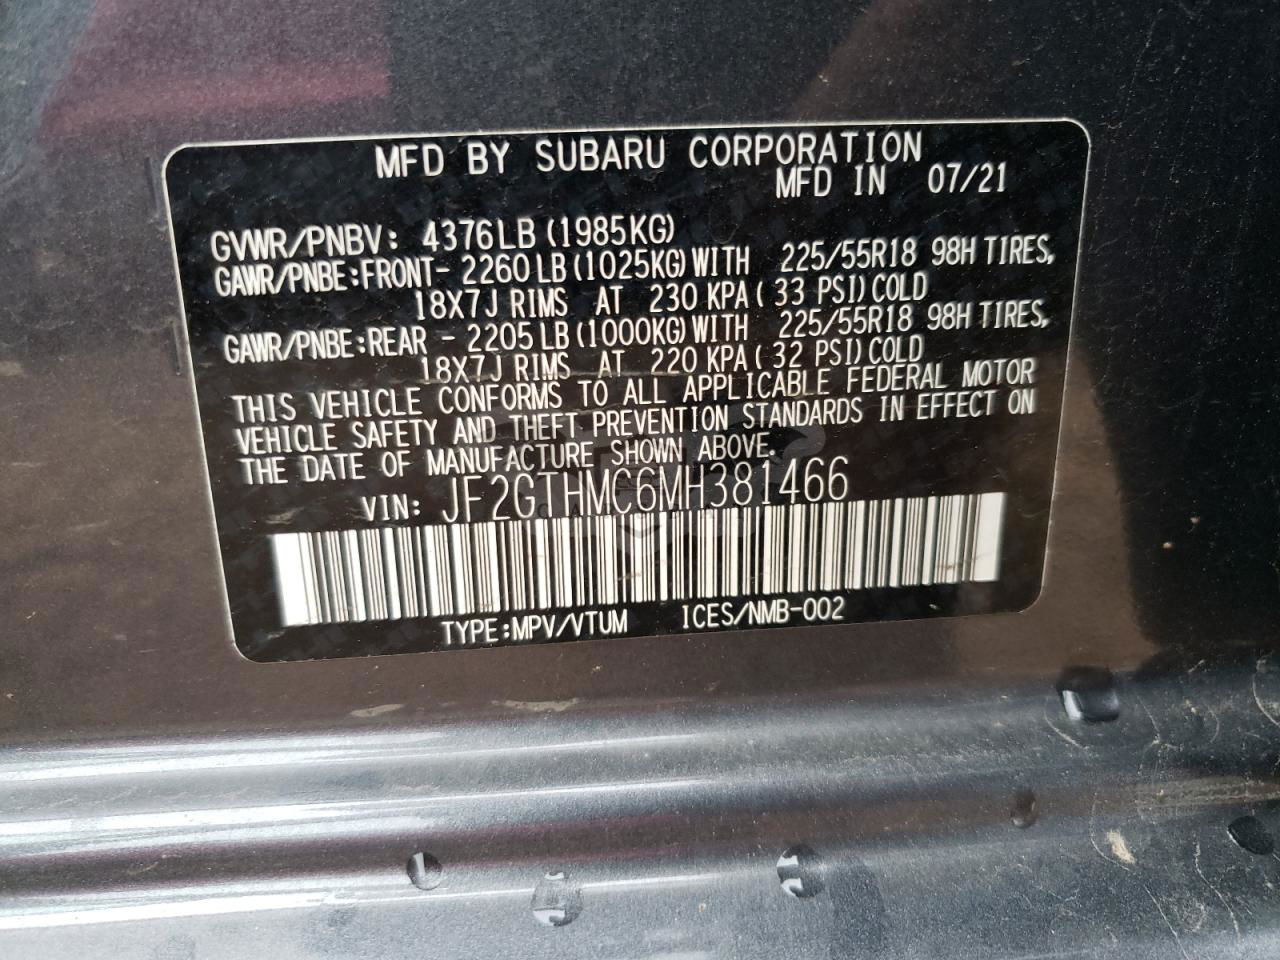 MFD BY SUBARU CORPORATION
MFD IN 07/21
GVWR/PNBV: 4376LB (1985KG)
GAWR/PNBE:FRONT- 2260LB(1025KG)WITH 225/55R18 98H TIRES,
18X7J RIMS AT 230 KPA( 33 PSI)COLD
GAWR/PNBE:REAR - 2205LB(1000KG)WITH 225/55R18 98H TIRES,
18X7J RIMS AT 220 KPA( 32 PSI)COLD
THIS VEHICLE CONFORMS TO ALL APPLICABLE FEDERAL MOTOR
VEHICLE SAFETY AND THEFT PREVENTION STANDARDS IN EFFECT ON
THE DATE OF MANUFACTURE SHOWN ABOVE.
VIN: JF2GTHMC6MH381466
TYPE:MPV/VTUM ICES/NMB-002